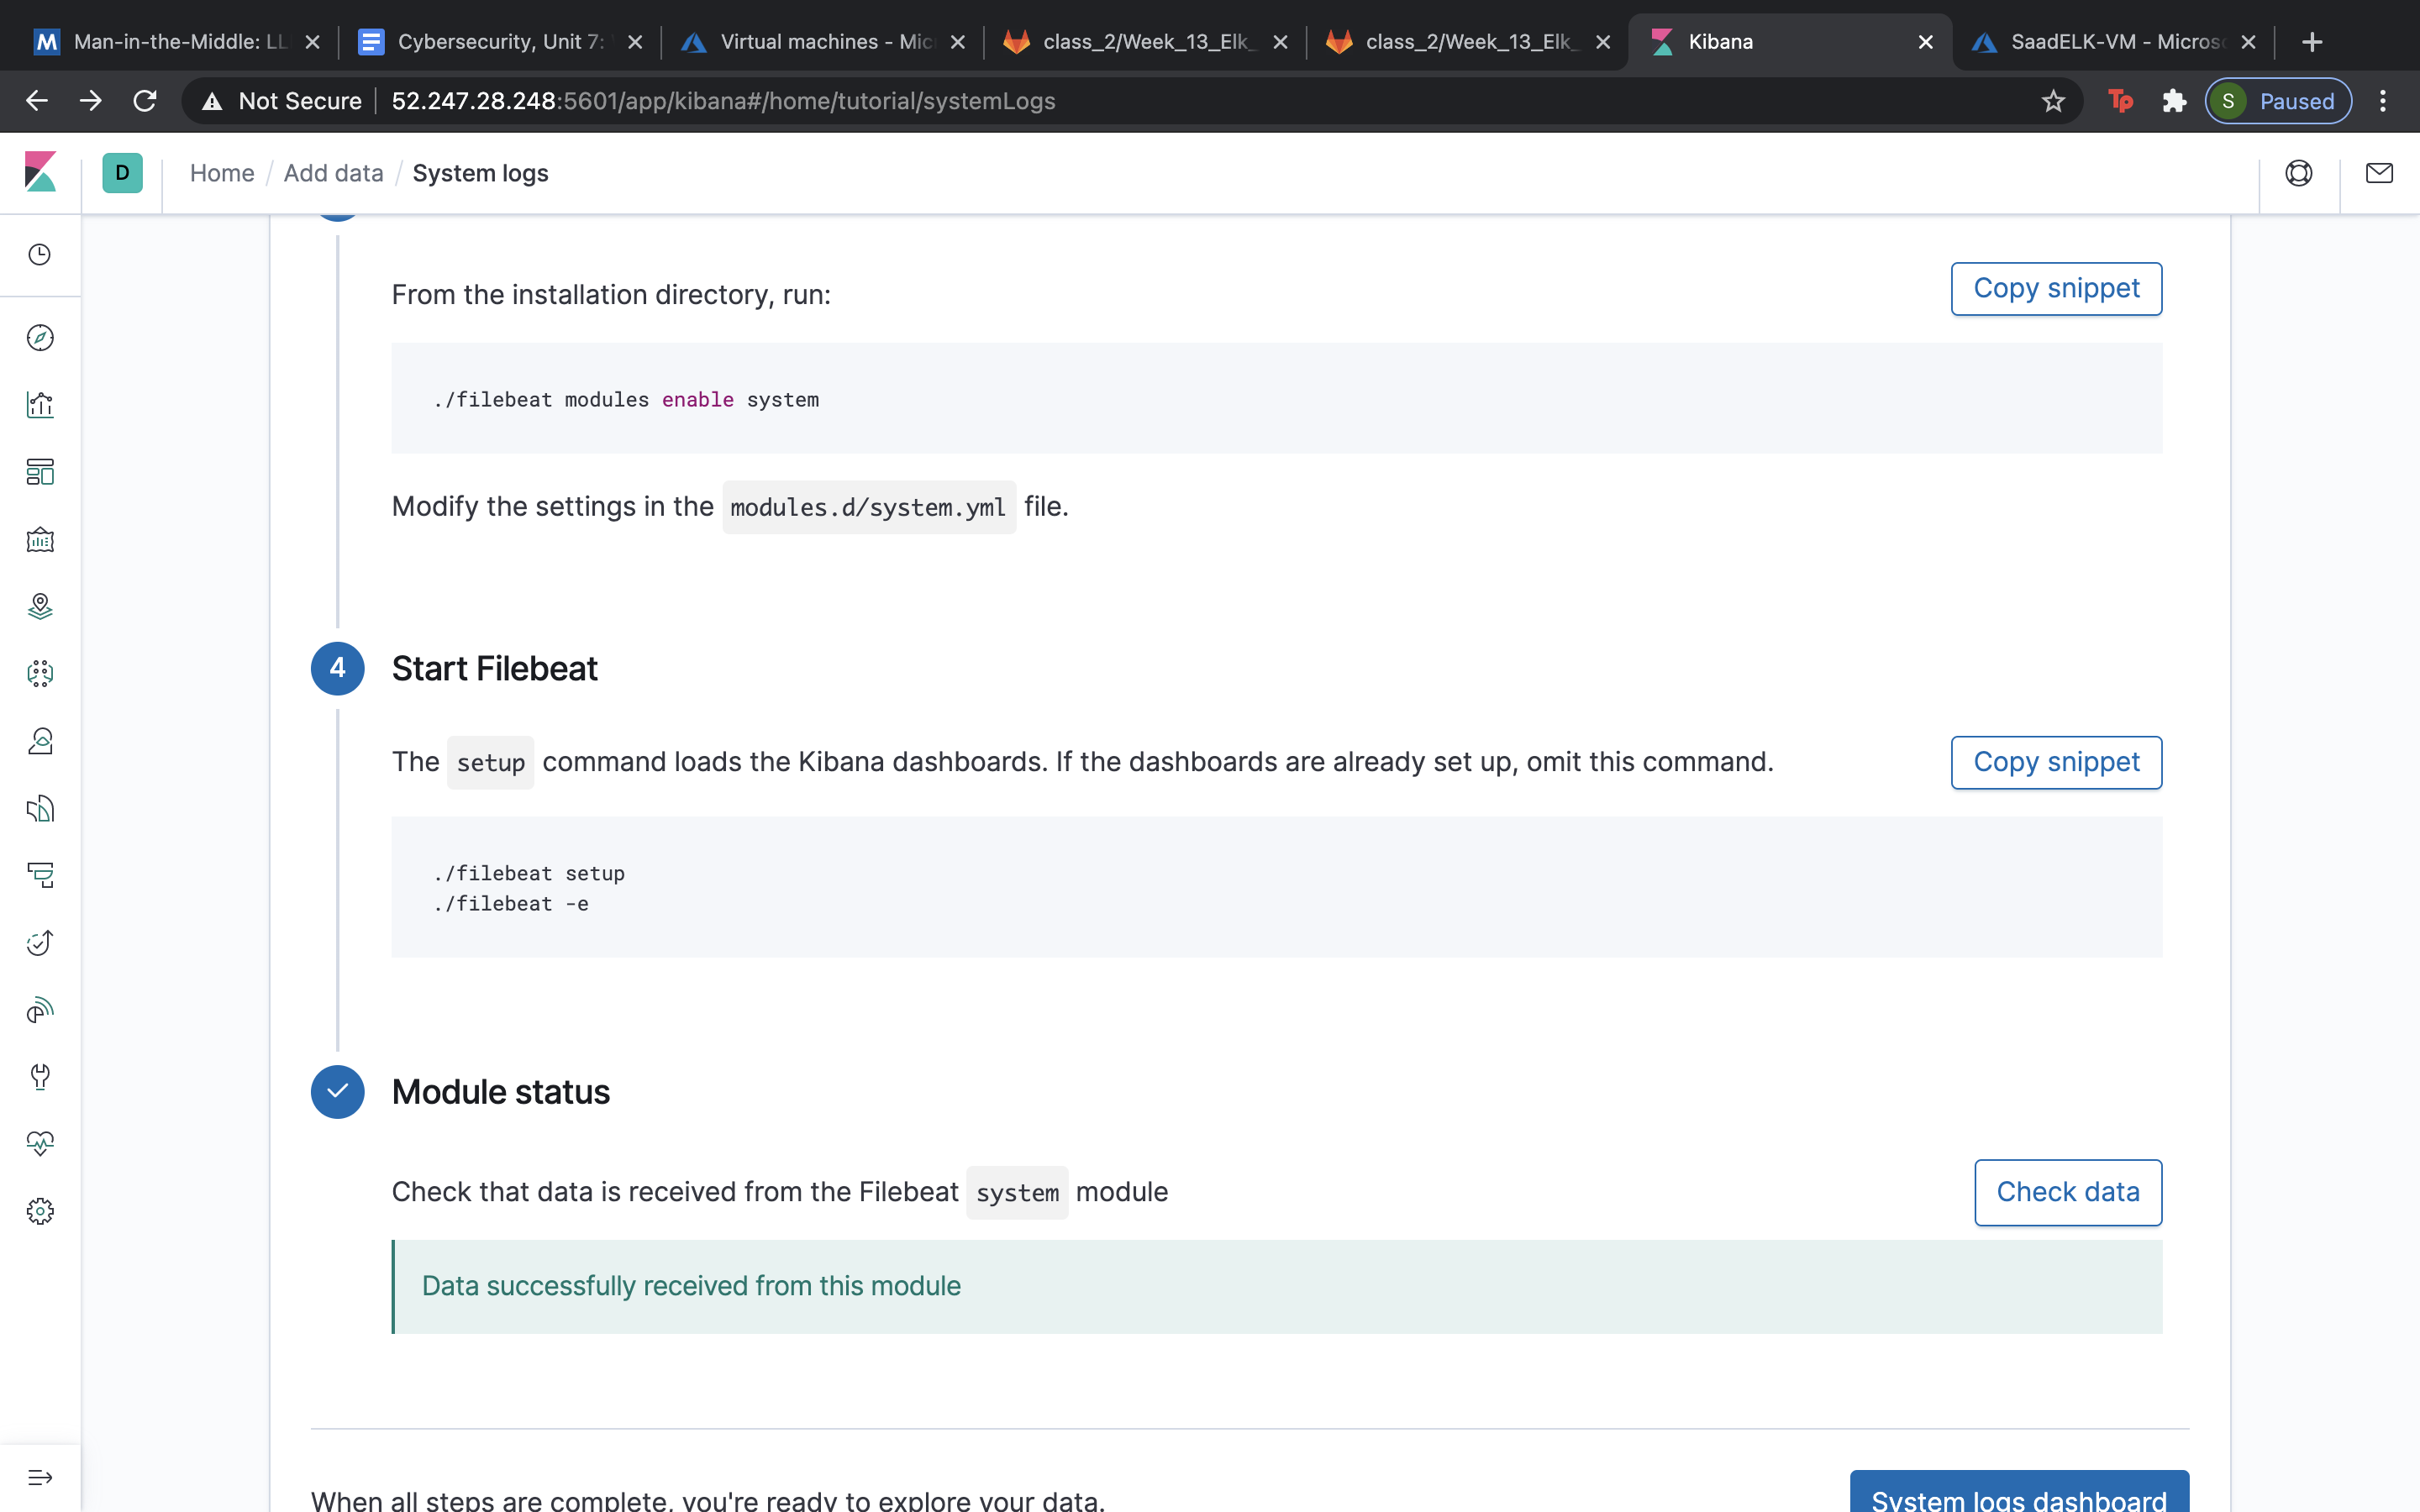 Man-in-the-Middle: LL
Cybersecurity, Unit 7:
Virtual machines - Mic
class_2/Week_13_Elk_
class_2/Week_13_Elk_
Kibana
SaadELK-VM - Micros
Not Secure
52.247.28.248:5601/app/kibana#/home/tutorial/systemLogs
Tp
S
Paused
D
Home / Add data / System logs
From the installation directory, run:
Copy snippet
./filebeat modules enable system
Modify the settings in the modules.d/system.yml file.
4
Start Filebeat
The setup command loads the Kibana dashboards. If the dashboards are already set up, omit this command.
Copy snippet
./filebeat setup
./filebeat -e
Module status
Check that data is received from the Filebeat system module
Check data
Data successfully received from this module
When all steps are complete, you're ready to explore your data.
System logs dashboard